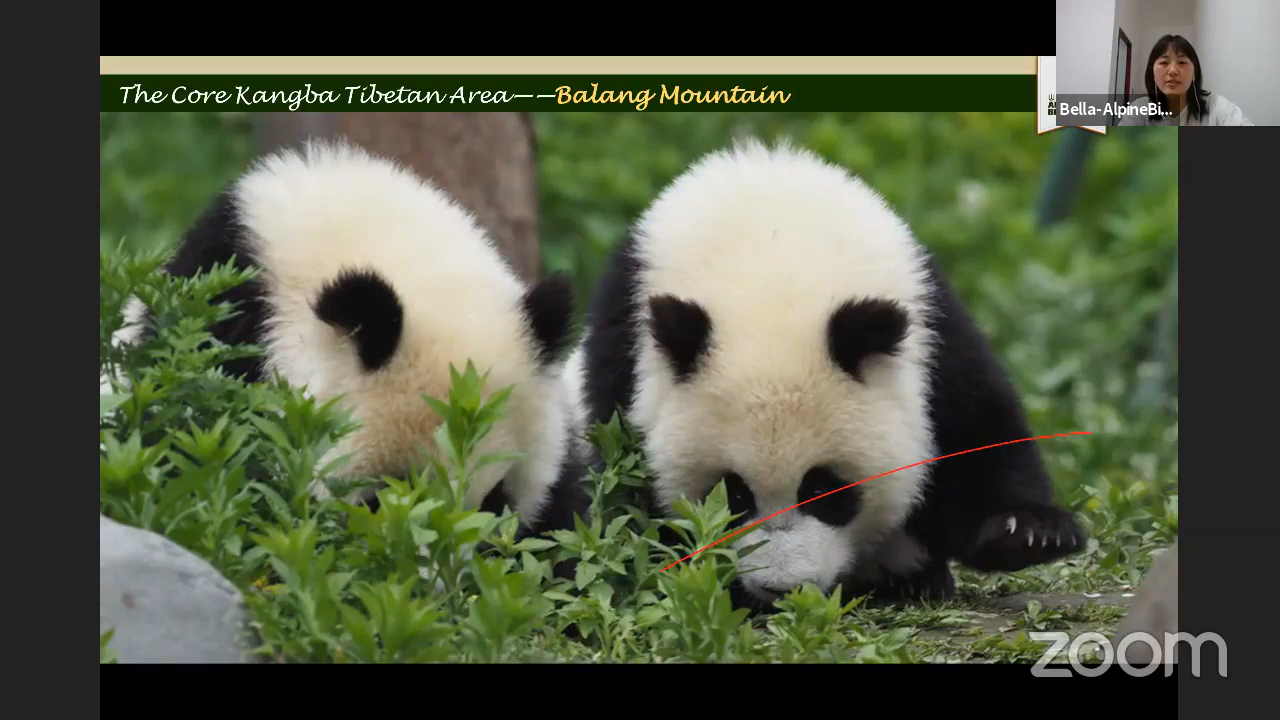 The Core Kangba Tibetan Area——Balang Mountain
Bella-AlpineBi...
zoom